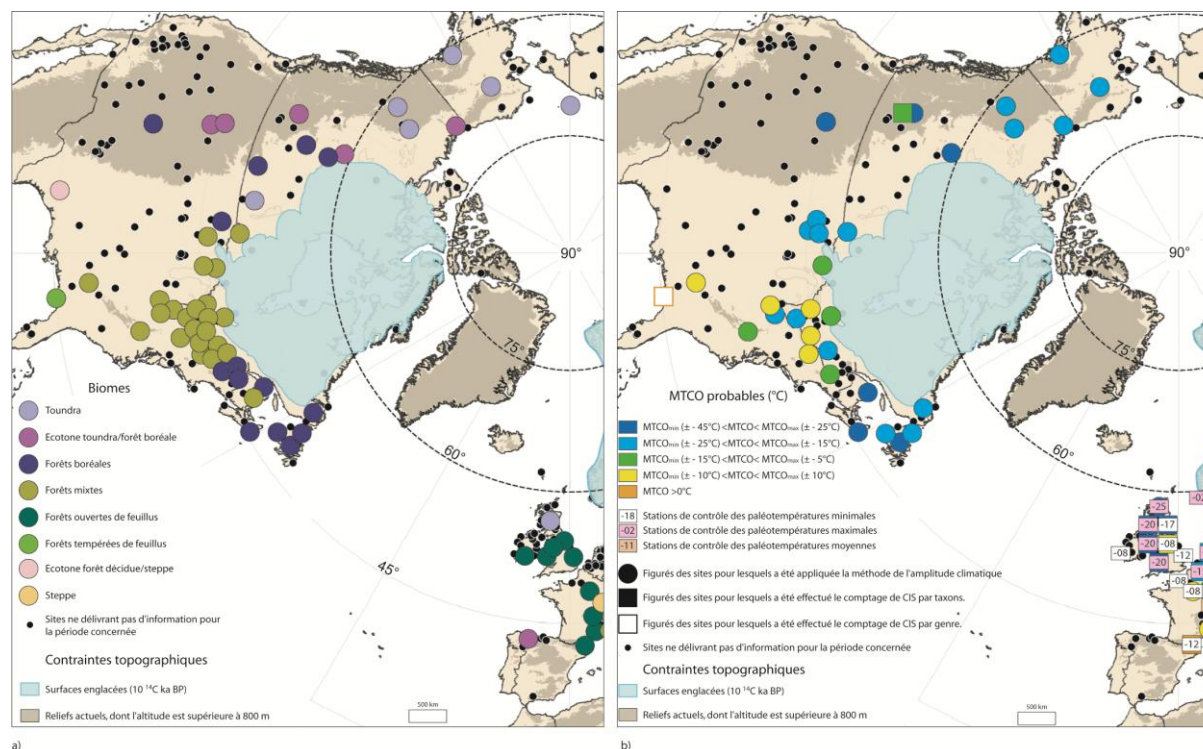 90°
75°
60°
45°
Biomes
Toundra
Ecotone toundra/forêt boréale
Forêts boréales
Forêts mixtes
Forêts ouvertes de feuillus
Forêts tempérées de feuillus
Ecotone forêt décidue/steppe
Steppe
Sites ne délivrant pas d'information pour
la période concernée
Contraintes topographiques
Surfaces englacées (10 ¹⁴C ka BP)
Reliefs actuels, dont l'altitude est supérieure à 800 m
500 km
a)
90°
75°
60°
45°
MTCO probables (°C)
MTCOmin (± - 45°C) <MTCO< MTCOmax (± - 25°C)
MTCOmin (± - 25°C) <MTCO< MTCOmax (± - 15°C)
MTCOmin (± - 15°C) <MTCO< MTCOmax (± - 5°C)
MTCOmin (± - 10°C) <MTCO< MTCOmax (± 10°C)
MTCO >0°C
-18 Stations de contrôle des paléotempératures minimales
-02 Stations de contrôle des paléotempératures maximales
-11 Stations de contrôle des paléotempératures moyennes
Figurés des sites pour lesquels a été appliquée la méthode de l'amplitude climatique
Figurés des sites pour lesquels a été effectué le comptage de CIS par taxons.
Figurés des sites pour lesquels a été effectué le comptage de CIS par genre.
Sites ne délivrant pas d'information pour la période concernée
Contraintes topographiques
Surfaces englacées (10 ¹⁴C ka BP)
Reliefs actuels, dont l'altitude est supérieure à 800 m
500 km
-02
-25
-20 -17
-20 -08
-08 -12
-20
-08
-08
-12
b)